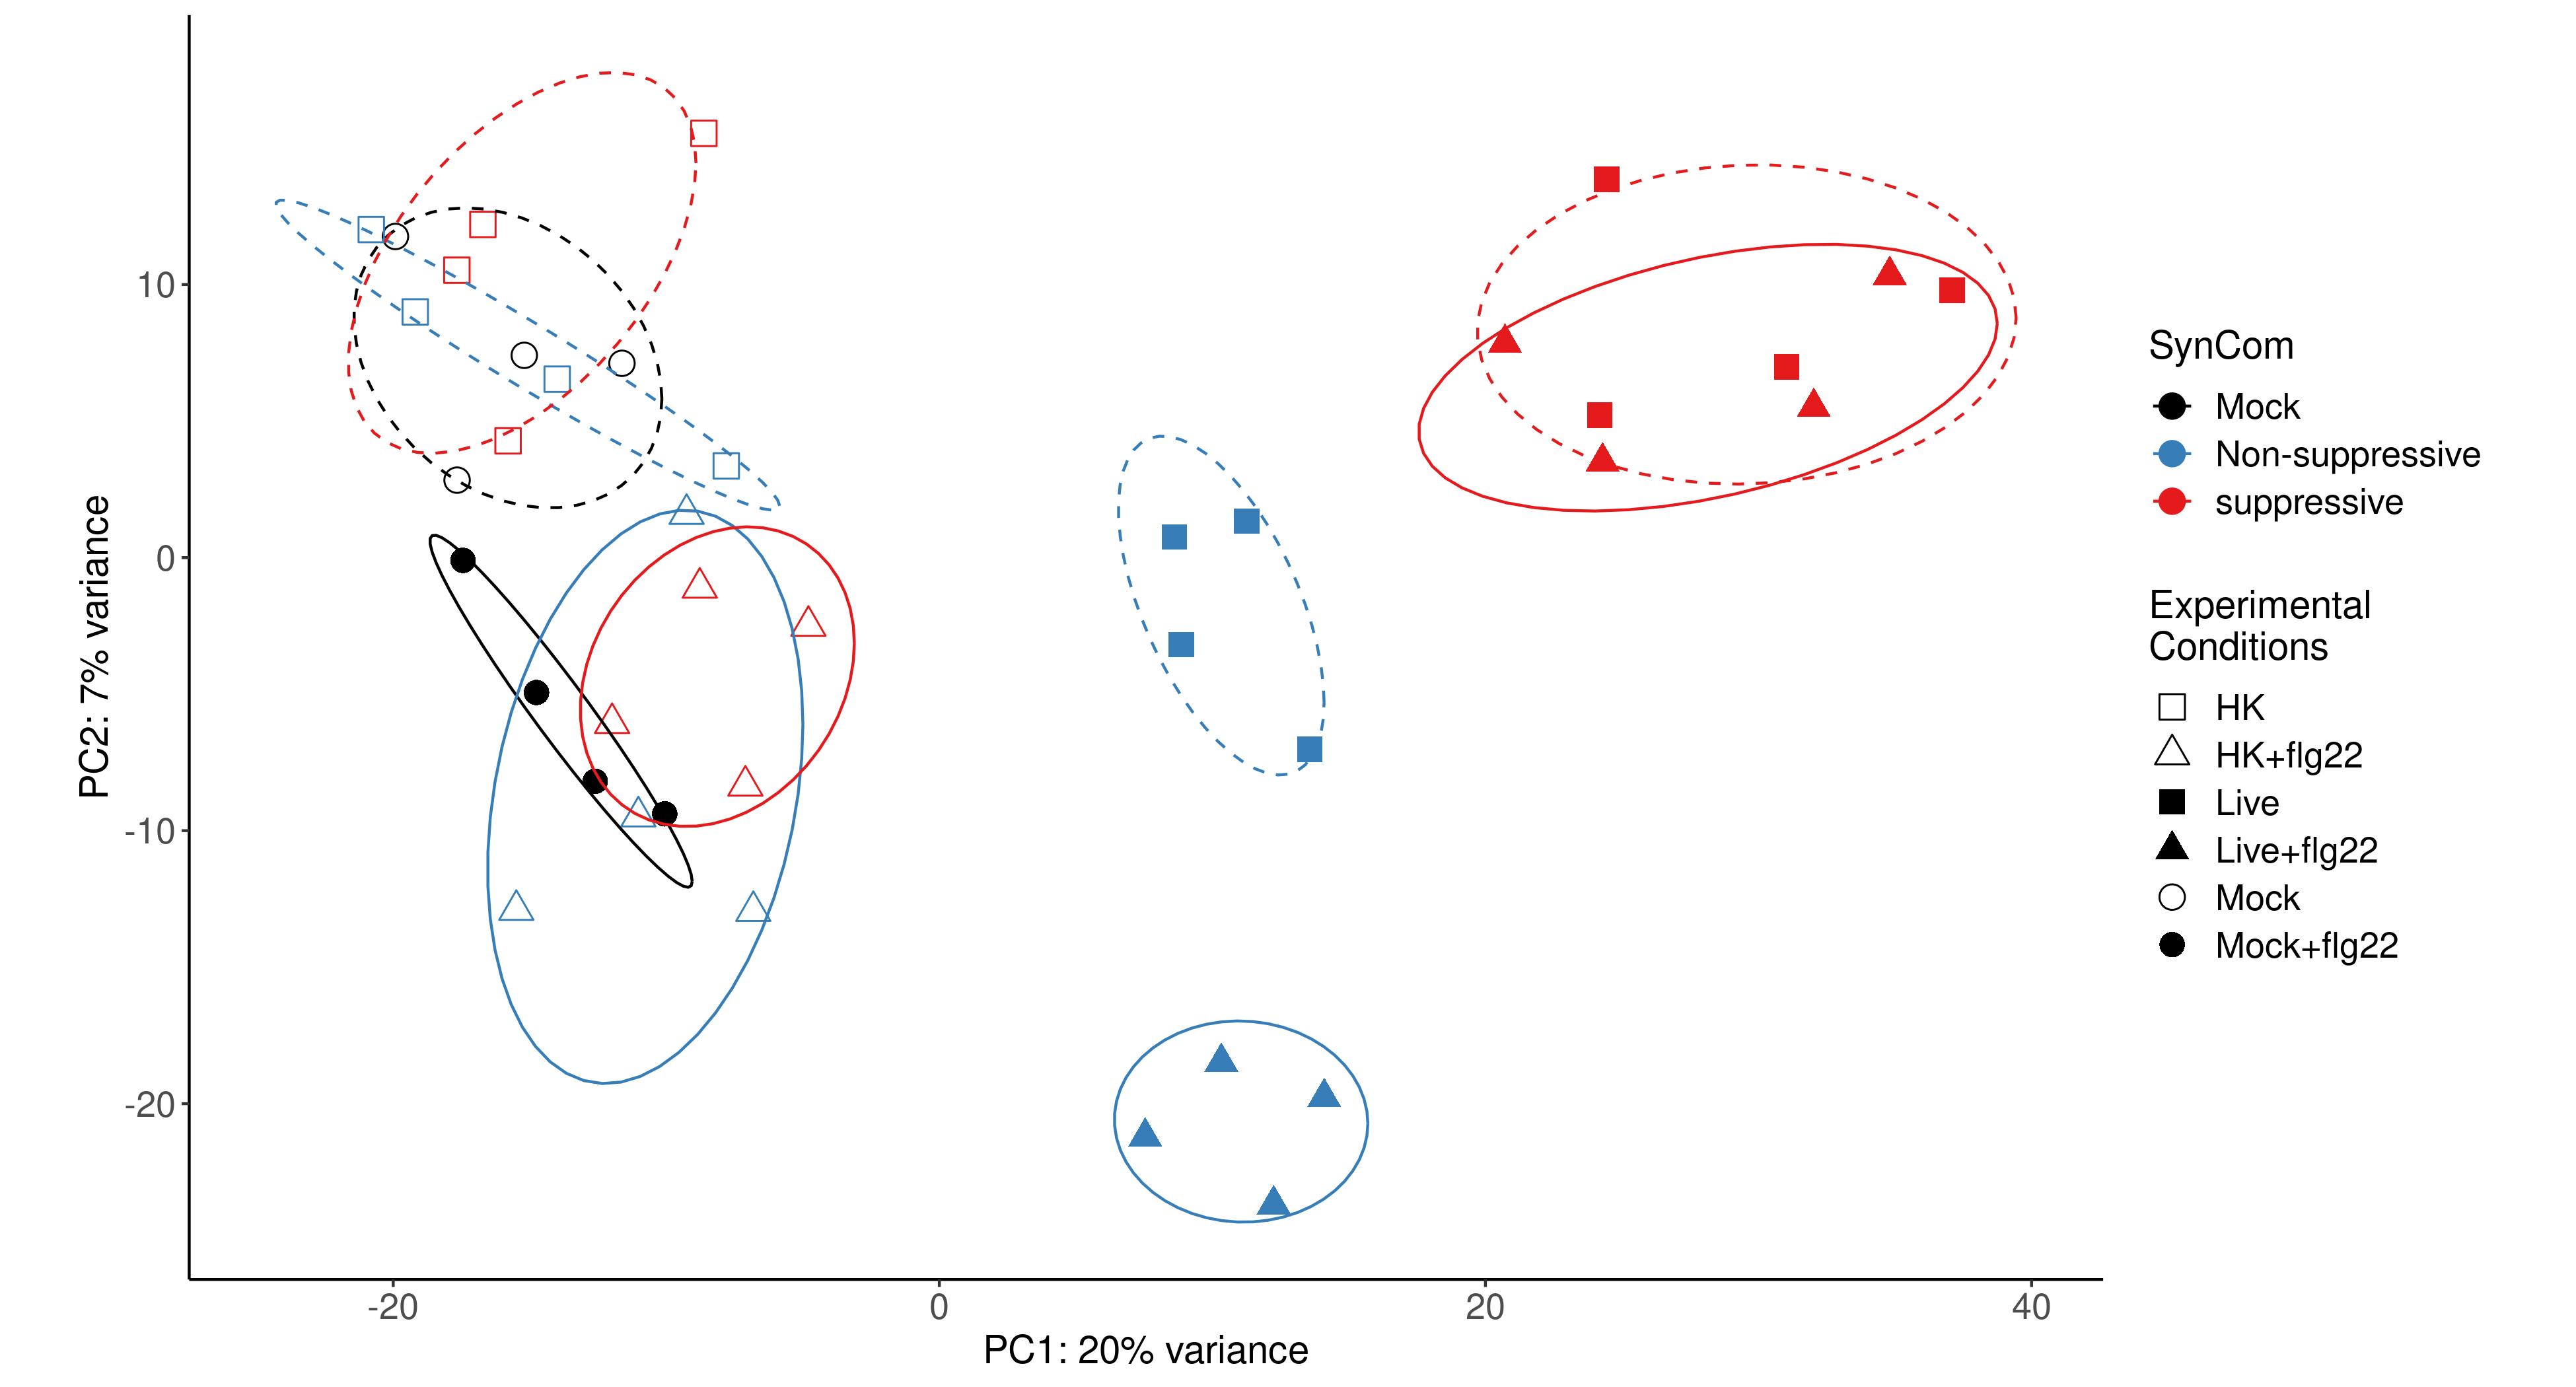 PC2: 7% variance
10
0
-10
-20
-20
0
20
40
PC1: 20% variance
SynCom
Mock
Non-suppressive
suppressive
Experimental
Conditions
HK
HK+flg22
Live
Live+flg22
Mock
Mock+flg22